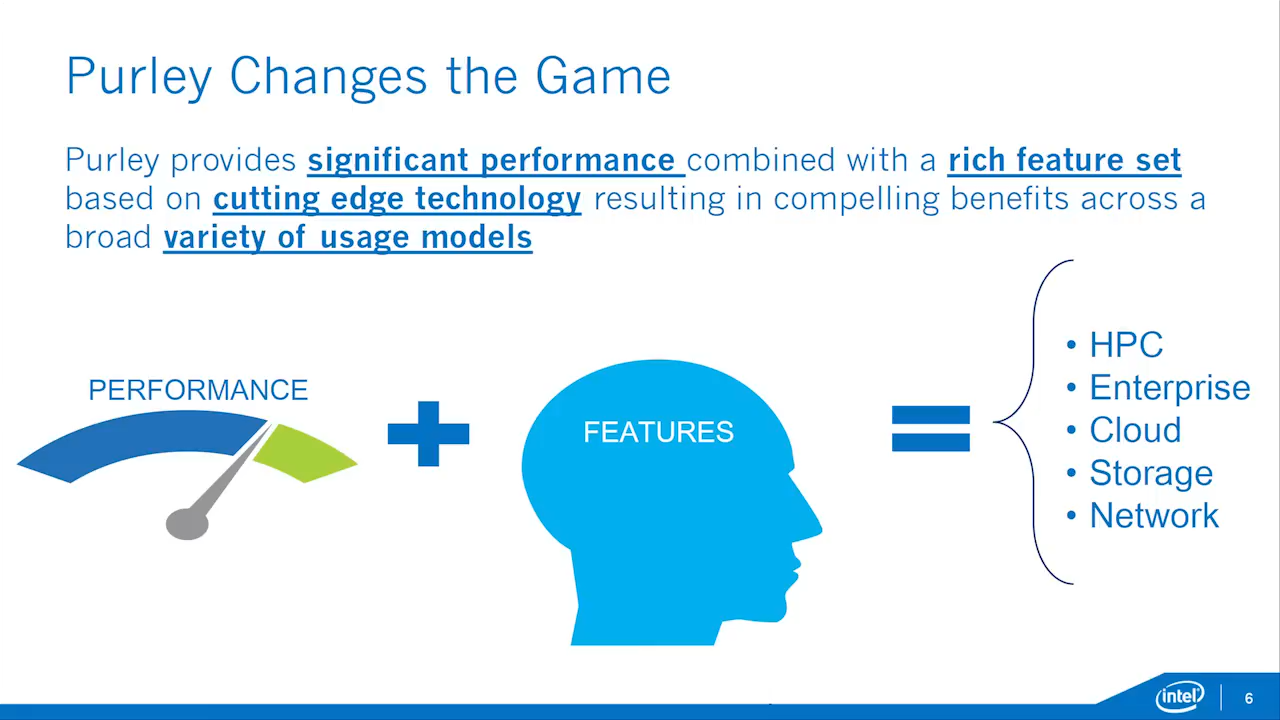 Purley Changes the Game
Purley provides significant performance combined with a rich feature set
based on cutting edge technology resulting in compelling benefits across a
broad variety of usage models
PERFORMANCE
FEATURES
• HPC
• Enterprise
• Cloud
• Storage
• Network
intel
6